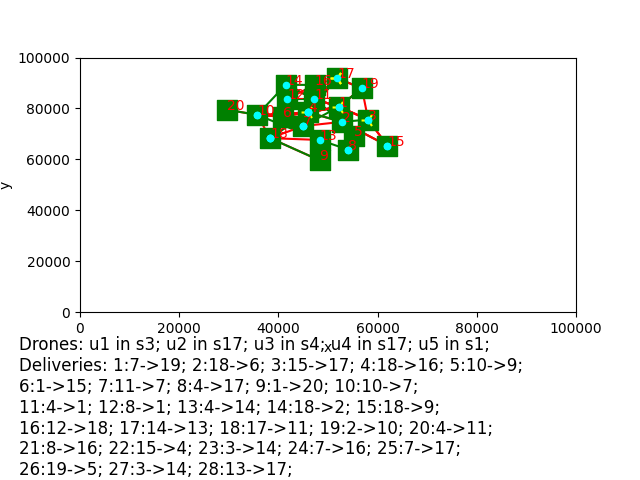 100000
80000
60000
40000
20000
0
y
0 20000 40000 60000 80000 100000
x
20
15
Drones: u1 in s3; u2 in s17; u3 in s4; u4 in s17; u5 in s1;
Deliveries: 1:7->19; 2:18->6; 3:15->17; 4:18->16; 5:10->9;
6:1->15; 7:11->7; 8:4->17; 9:1->20; 10:10->7;
11:4->1; 12:8->1; 13:4->14; 14:18->2; 15:18->9;
16:12->18; 17:14->13; 18:17->11; 19:2->10; 20:4->11;
21:8->16; 22:15->4; 23:3->14; 24:7->16; 25:7->17;
26:19->5; 27:3->14; 28:13->17;